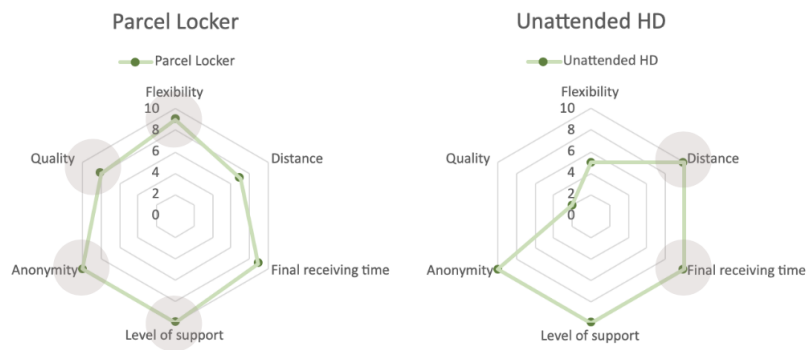 Parcel Locker
Parcel Locker
Flexibility
10
8
6
4
2
0
Quality
Distance
Anonymity
Final receiving time
Level of support
Unattended HD
Unattended HD
Flexibility
10
8
6
4
2
0
Quality
Distance
Anonymity
Final receiving time
Level of support